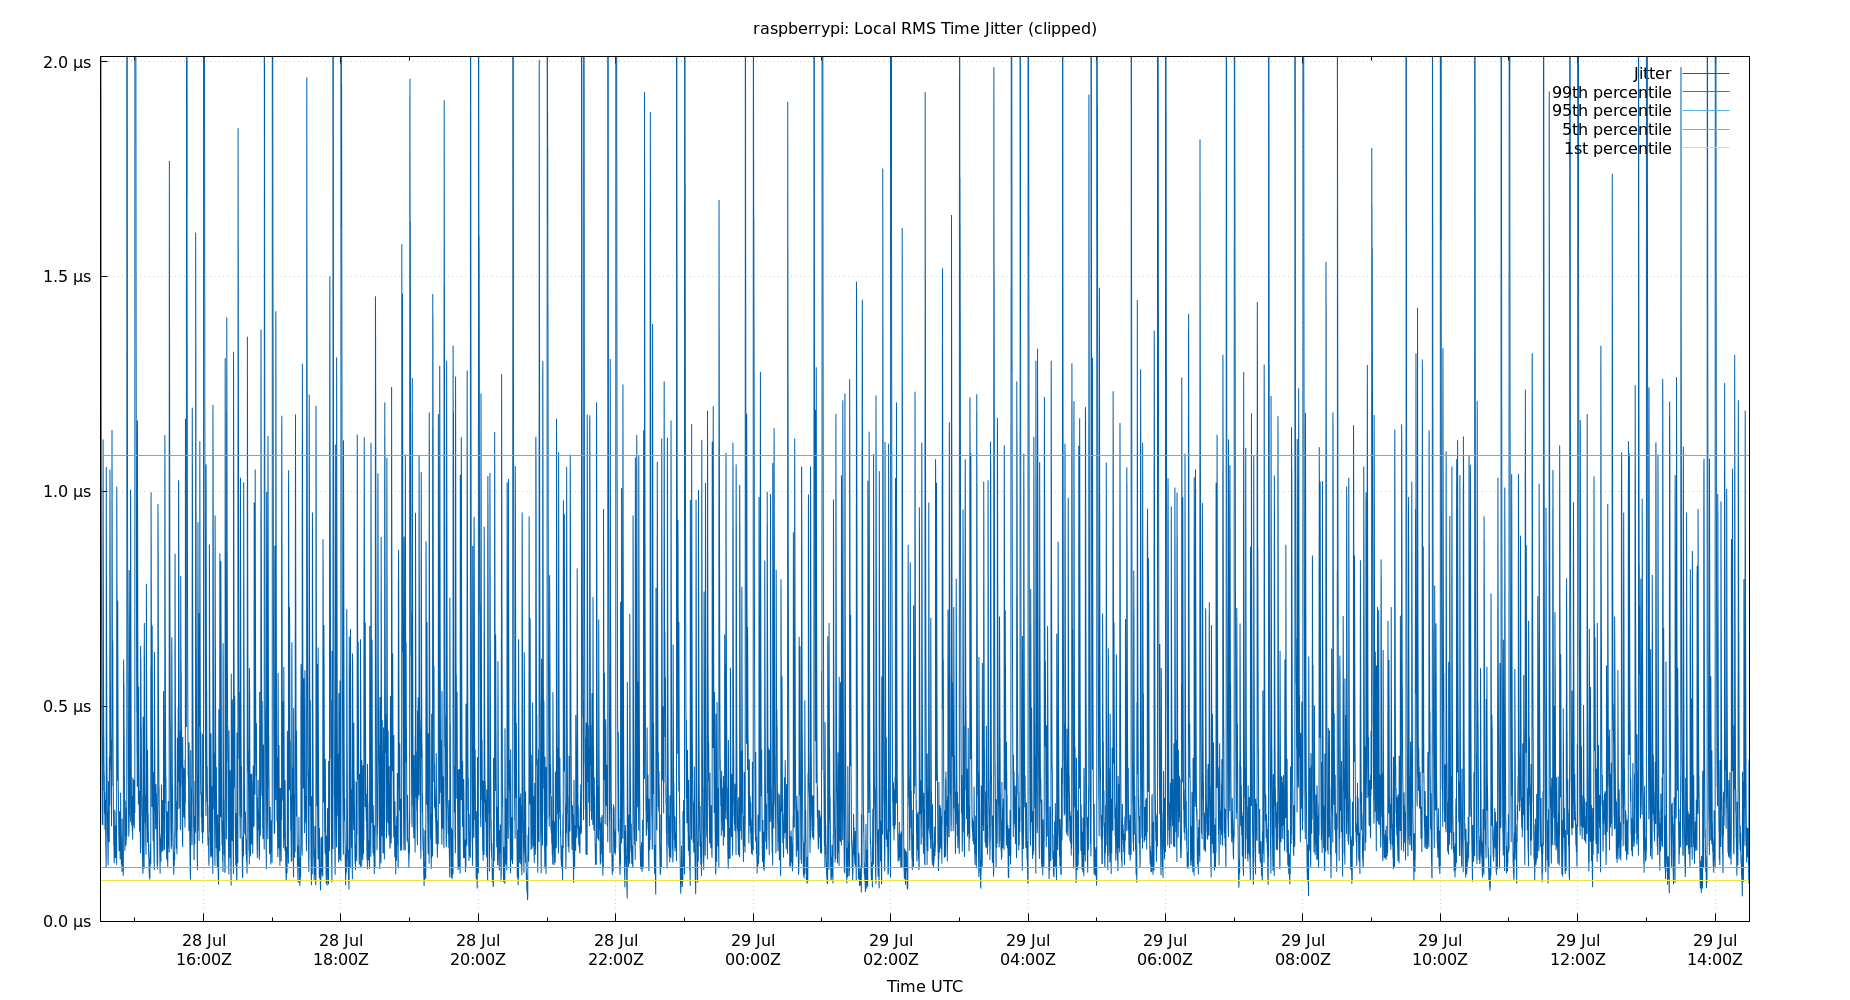 raspberrypi: Local RMS Time Jitter (clipped)
2.0 µs
1.5 µs
1.0 µs
0.5 µs
0.0 µs
Jitter
99th percentile
95th percentile
5th percentile
1st percentile
28 Jul 16:00Z
28 Jul 18:00Z
28 Jul 20:00Z
28 Jul 22:00Z
29 Jul 00:00Z
29 Jul 02:00Z
29 Jul 04:00Z
29 Jul 06:00Z
29 Jul 08:00Z
29 Jul 10:00Z
29 Jul 12:00Z
29 Jul 14:00Z
Time UTC